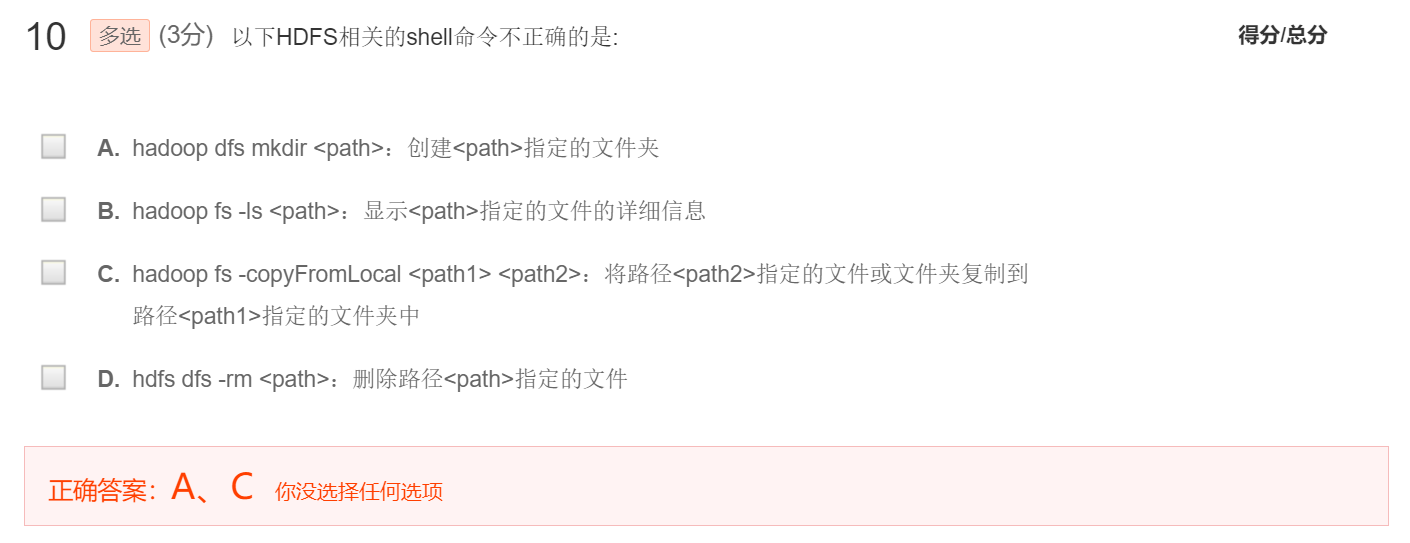 10 多选 (3分) 以下HDFS相关的shell命令不正确的是: 得分/总分
A. hadoop dfs mkdir <path>：创建<path>指定的文件夹
B. hadoop fs -ls <path>：显示<path>指定的文件的详细信息
C. hadoop fs -copyFromLocal <path1> <path2>：将路径<path2>指定的文件或文件夹复制到
路径<path1>指定的文件夹中
D. hdfs dfs -rm <path>：删除路径<path>指定的文件
正确答案：A、C 你没选择任何选项